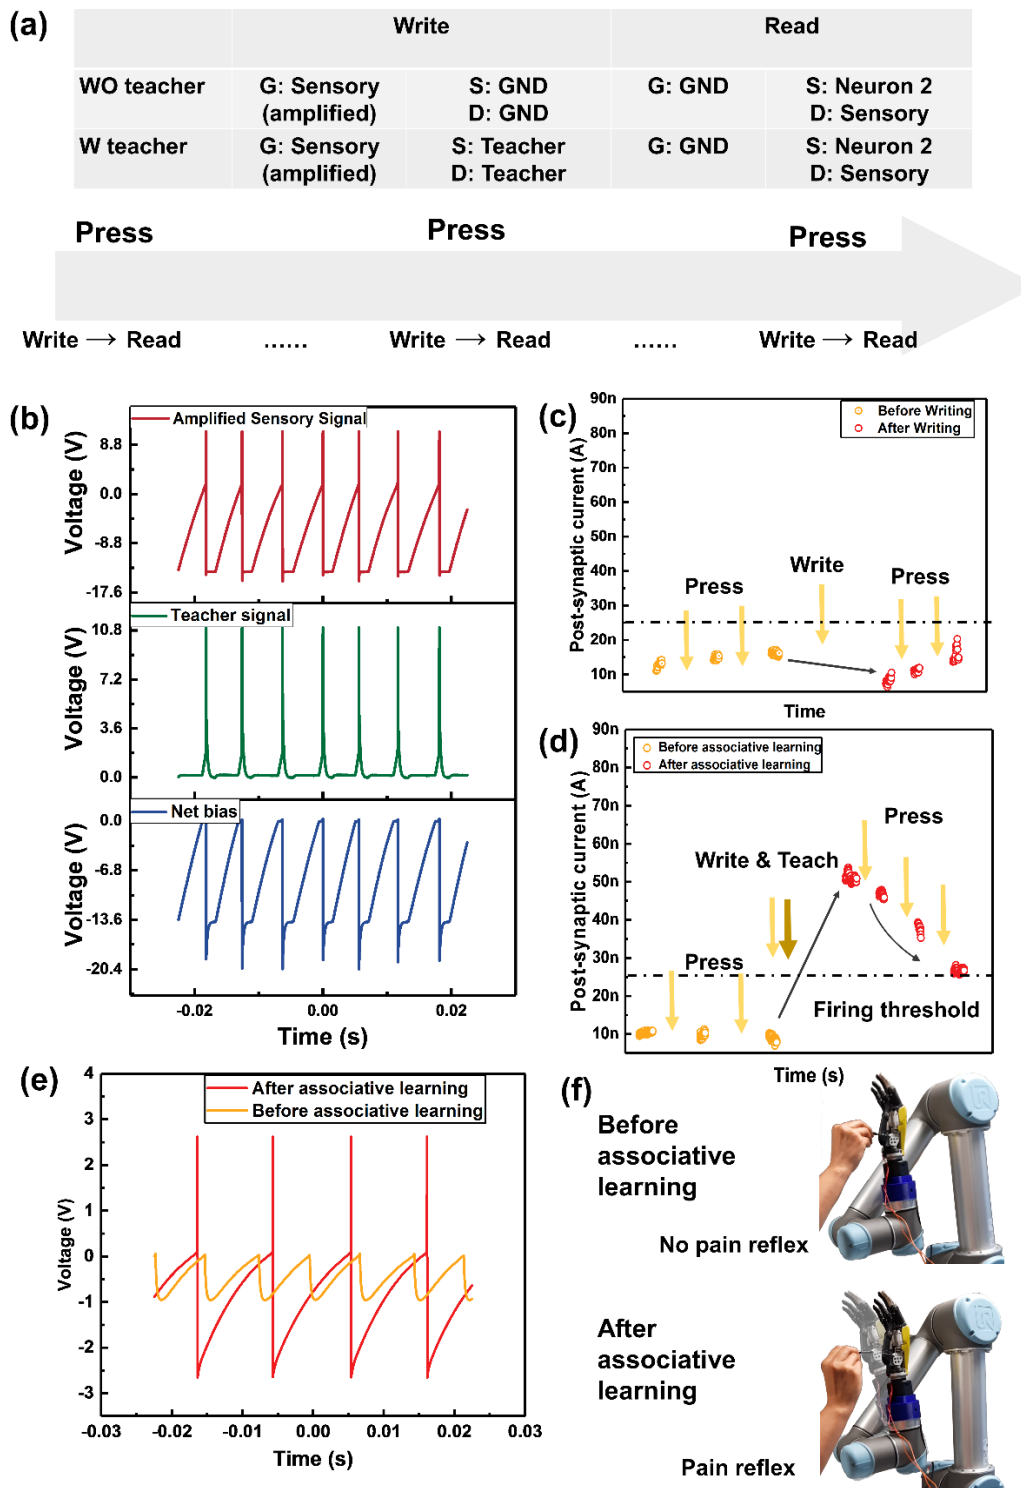 (a)
Write
Read
WO teacher
G: Sensory
(amplified)
S: GND
D: GND
G: GND
S: Neuron 2
D: Sensory
W teacher
G: Sensory
(amplified)
S: Teacher
D: Teacher
G: GND
S: Neuron 2
D: Sensory
Press
Press
Press
Write → Read
......
Write → Read
......
Write → Read
(b)
Amplified Sensory Signal
Voltage (V)
8.8
0.0
-8.8
-17.6
Teacher signal
Voltage (V)
10.8
7.2
3.6
0.0
Net bias
Voltage (V)
0.0
-6.8
-13.6
-20.4
-0.02
0.00
0.02
Time (s)
(c)
Post-synaptic current (A)
90n
80n
70n
60n
50n
40n
30n
20n
10n
Before Writing
After Writing
Press
Write
Press
Time
(d)
Post-synaptic current (A)
90n
80n
70n
60n
50n
40n
30n
20n
10n
Before associative learning
After associative learning
Press
Write & Teach
Press
Firing threshold
Time (s)
(e)
Voltage (V)
4
3
2
1
0
-1
-2
-3
After associative learning
Before associative learning
-0.03
-0.02
-0.01
0.00
0.01
0.02
0.03
Time (s)
(f)
Before
associative
learning
No pain reflex
After
associative
learning
Pain reflex